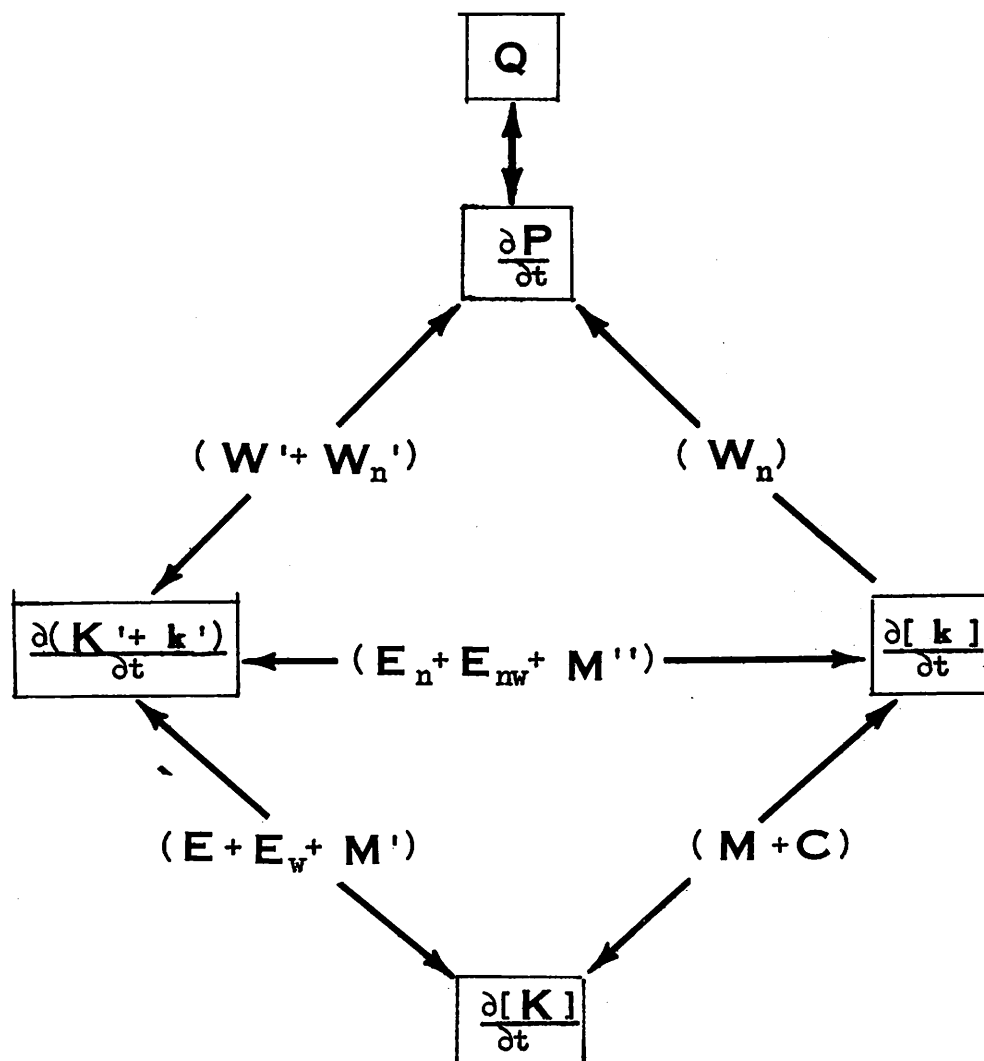 Q
∂P
∂t
(W'+ Wn') (Wn)
∂(K'+ k')
∂t
(En+Enw+ M'')
∂[k]
∂t
(E+Ew+ M') (M+C)
∂[K]
∂t